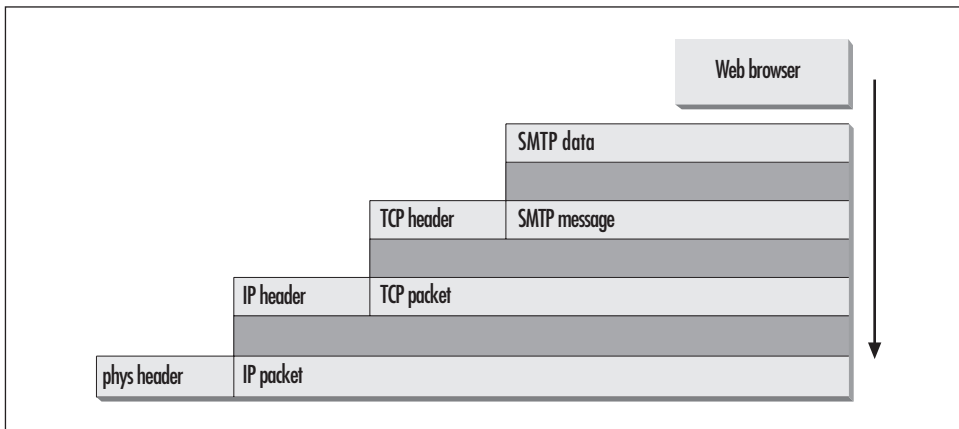 Web browser
SMTP data
TCP header SMTP message
IP header TCP packet
phys header IP packet